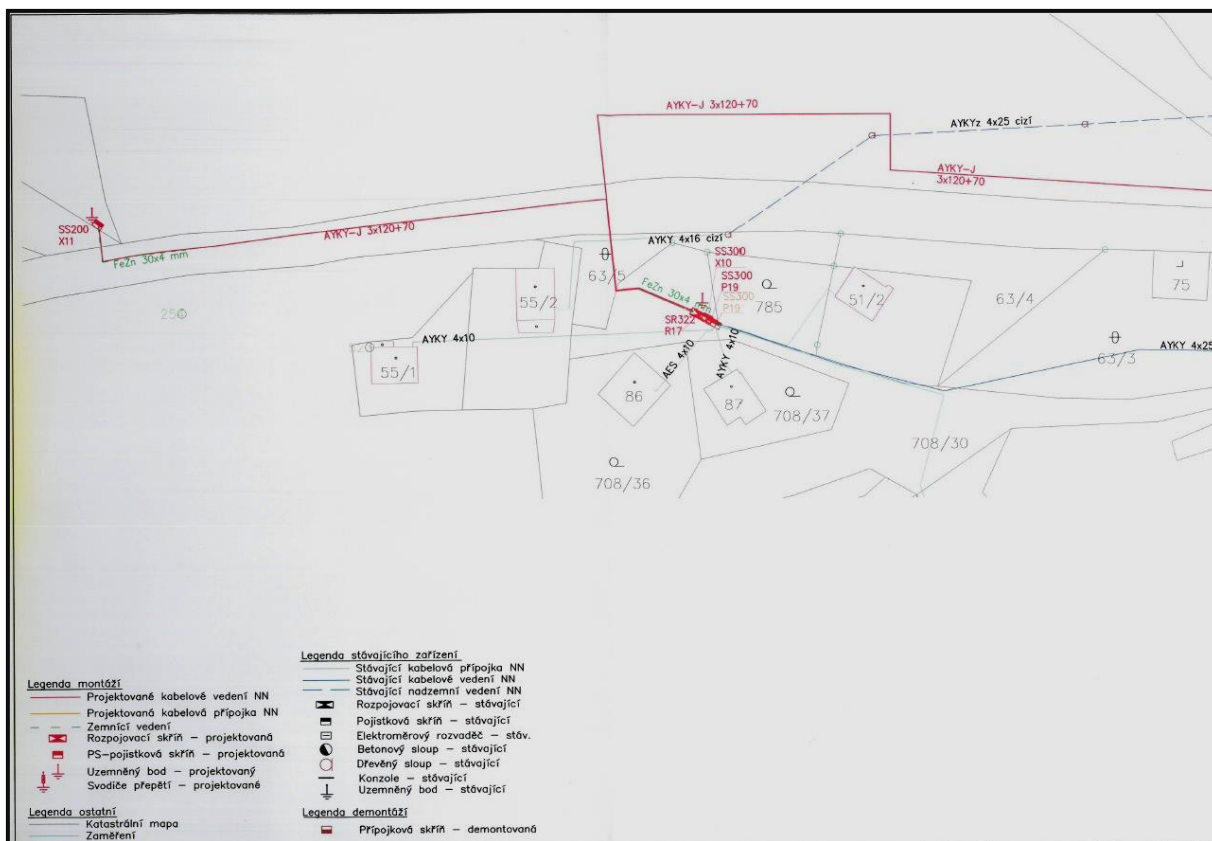 AYKY-J 3x120+70
AYKYz 4x25 cizí
AYKY-J
3x120+70
SS200
X11
AYKY-J 3x120+70
FeZn 30x4 mm
AYKY 4x16 cizí
63/5
SS300
X10
SS300
P19
SS300
P19
785
51/2
63/4
75
250
55/2
FeZn 30x4 mm
SR322
R17
AYKY 4x10
55/1
AES 4x10
AYKY 4x10
63/3
AYKY 4x25
86
87
708/37
708/30
708/36
Legenda montáží
Projektované kabelové vedení NN
Projektovaná kabelová přípojka NN
Zemnící vedení
Rozpojovací skříň – projektovaná
PS-pojistková skříň – projektovaná
Uzemněný bod – projektovaný
Svodiče přepětí – projektované
Legenda ostatní
Katastrální mapa
Zaměření
Legenda stávajícího zařízení
Stávající kabelová přípojka NN
Stávající kabelové vedení NN
Stávající nadzemní vedení NN
Rozpojovací skříň – stávající
Pojistková skříň – stávající
Elektroměrový rozvaděč – stáv.
Betonový sloup – stávající
Dřevěný sloup – stávající
Konzole – stávající
Uzemněný bod – stávající
Legenda demontáží
Přípojková skříň – demontovaná